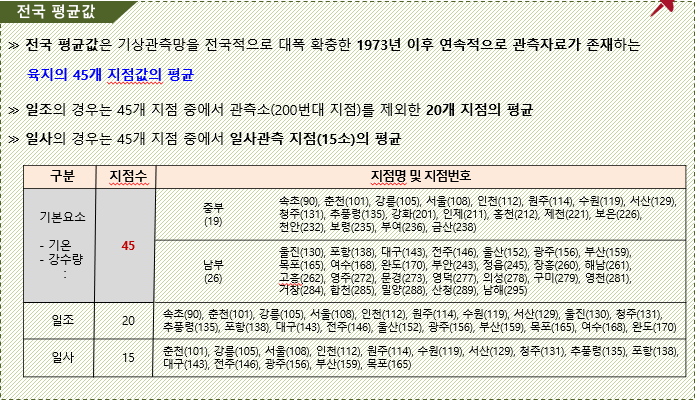 전국 평균값
≫ 전국 평균값은 기상관측망을 전국적으로 대폭 확충한 1973년 이후 연속적으로 관측자료가 존재하는
육지의 45개 지점값의 평균
≫ 일조의 경우는 45개 지점 중에서 관측소(200번대 지점)를 제외한 20개 지점의 평균
≫ 일사의 경우는 45개 지점 중에서 일사관측 지점(15소)의 평균
구분 지점수 지점명 및 지점번호
기본요소
- 기온
- 강수량
:
45
중부
(19)
속초(90), 춘천(101), 강릉(105), 서울(108), 인천(112), 원주(114), 수원(119), 서산(129),
청주(131), 추풍령(135), 강화(201), 인제(211), 홍천(212), 제천(221), 보은(226),
천안(232), 보령(235), 부여(236), 금산(238)
남부
(26)
울진(130), 포항(138), 대구(143), 전주(146), 울산(152), 광주(156), 부산(159),
목포(165), 여수(168), 완도(170), 부안(243), 정읍(245), 장흥(260), 해남(261),
고흥(262), 영주(272), 문경(273), 영덕(277), 의성(278), 구미(279), 영천(281),
거창(284), 합천(285), 밀양(288), 산청(289), 남해(295)
일조 20 속초(90), 춘천(101), 강릉(105), 서울(108), 인천(112), 원주(114), 수원(119), 서산(129), 울진(130), 청주(131),
추풍령(135), 포항(138), 대구(143), 전주(146), 울산(152), 광주(156), 부산(159), 목포(165), 여수(168), 완도(170)
일사 15 춘천(101), 강릉(105), 서울(108), 인천(112), 원주(114), 수원(119), 서산(129), 청주(131), 추풍령(135), 포항(138),
대구(143), 전주(146), 광주(156), 부산(159), 목포(165)